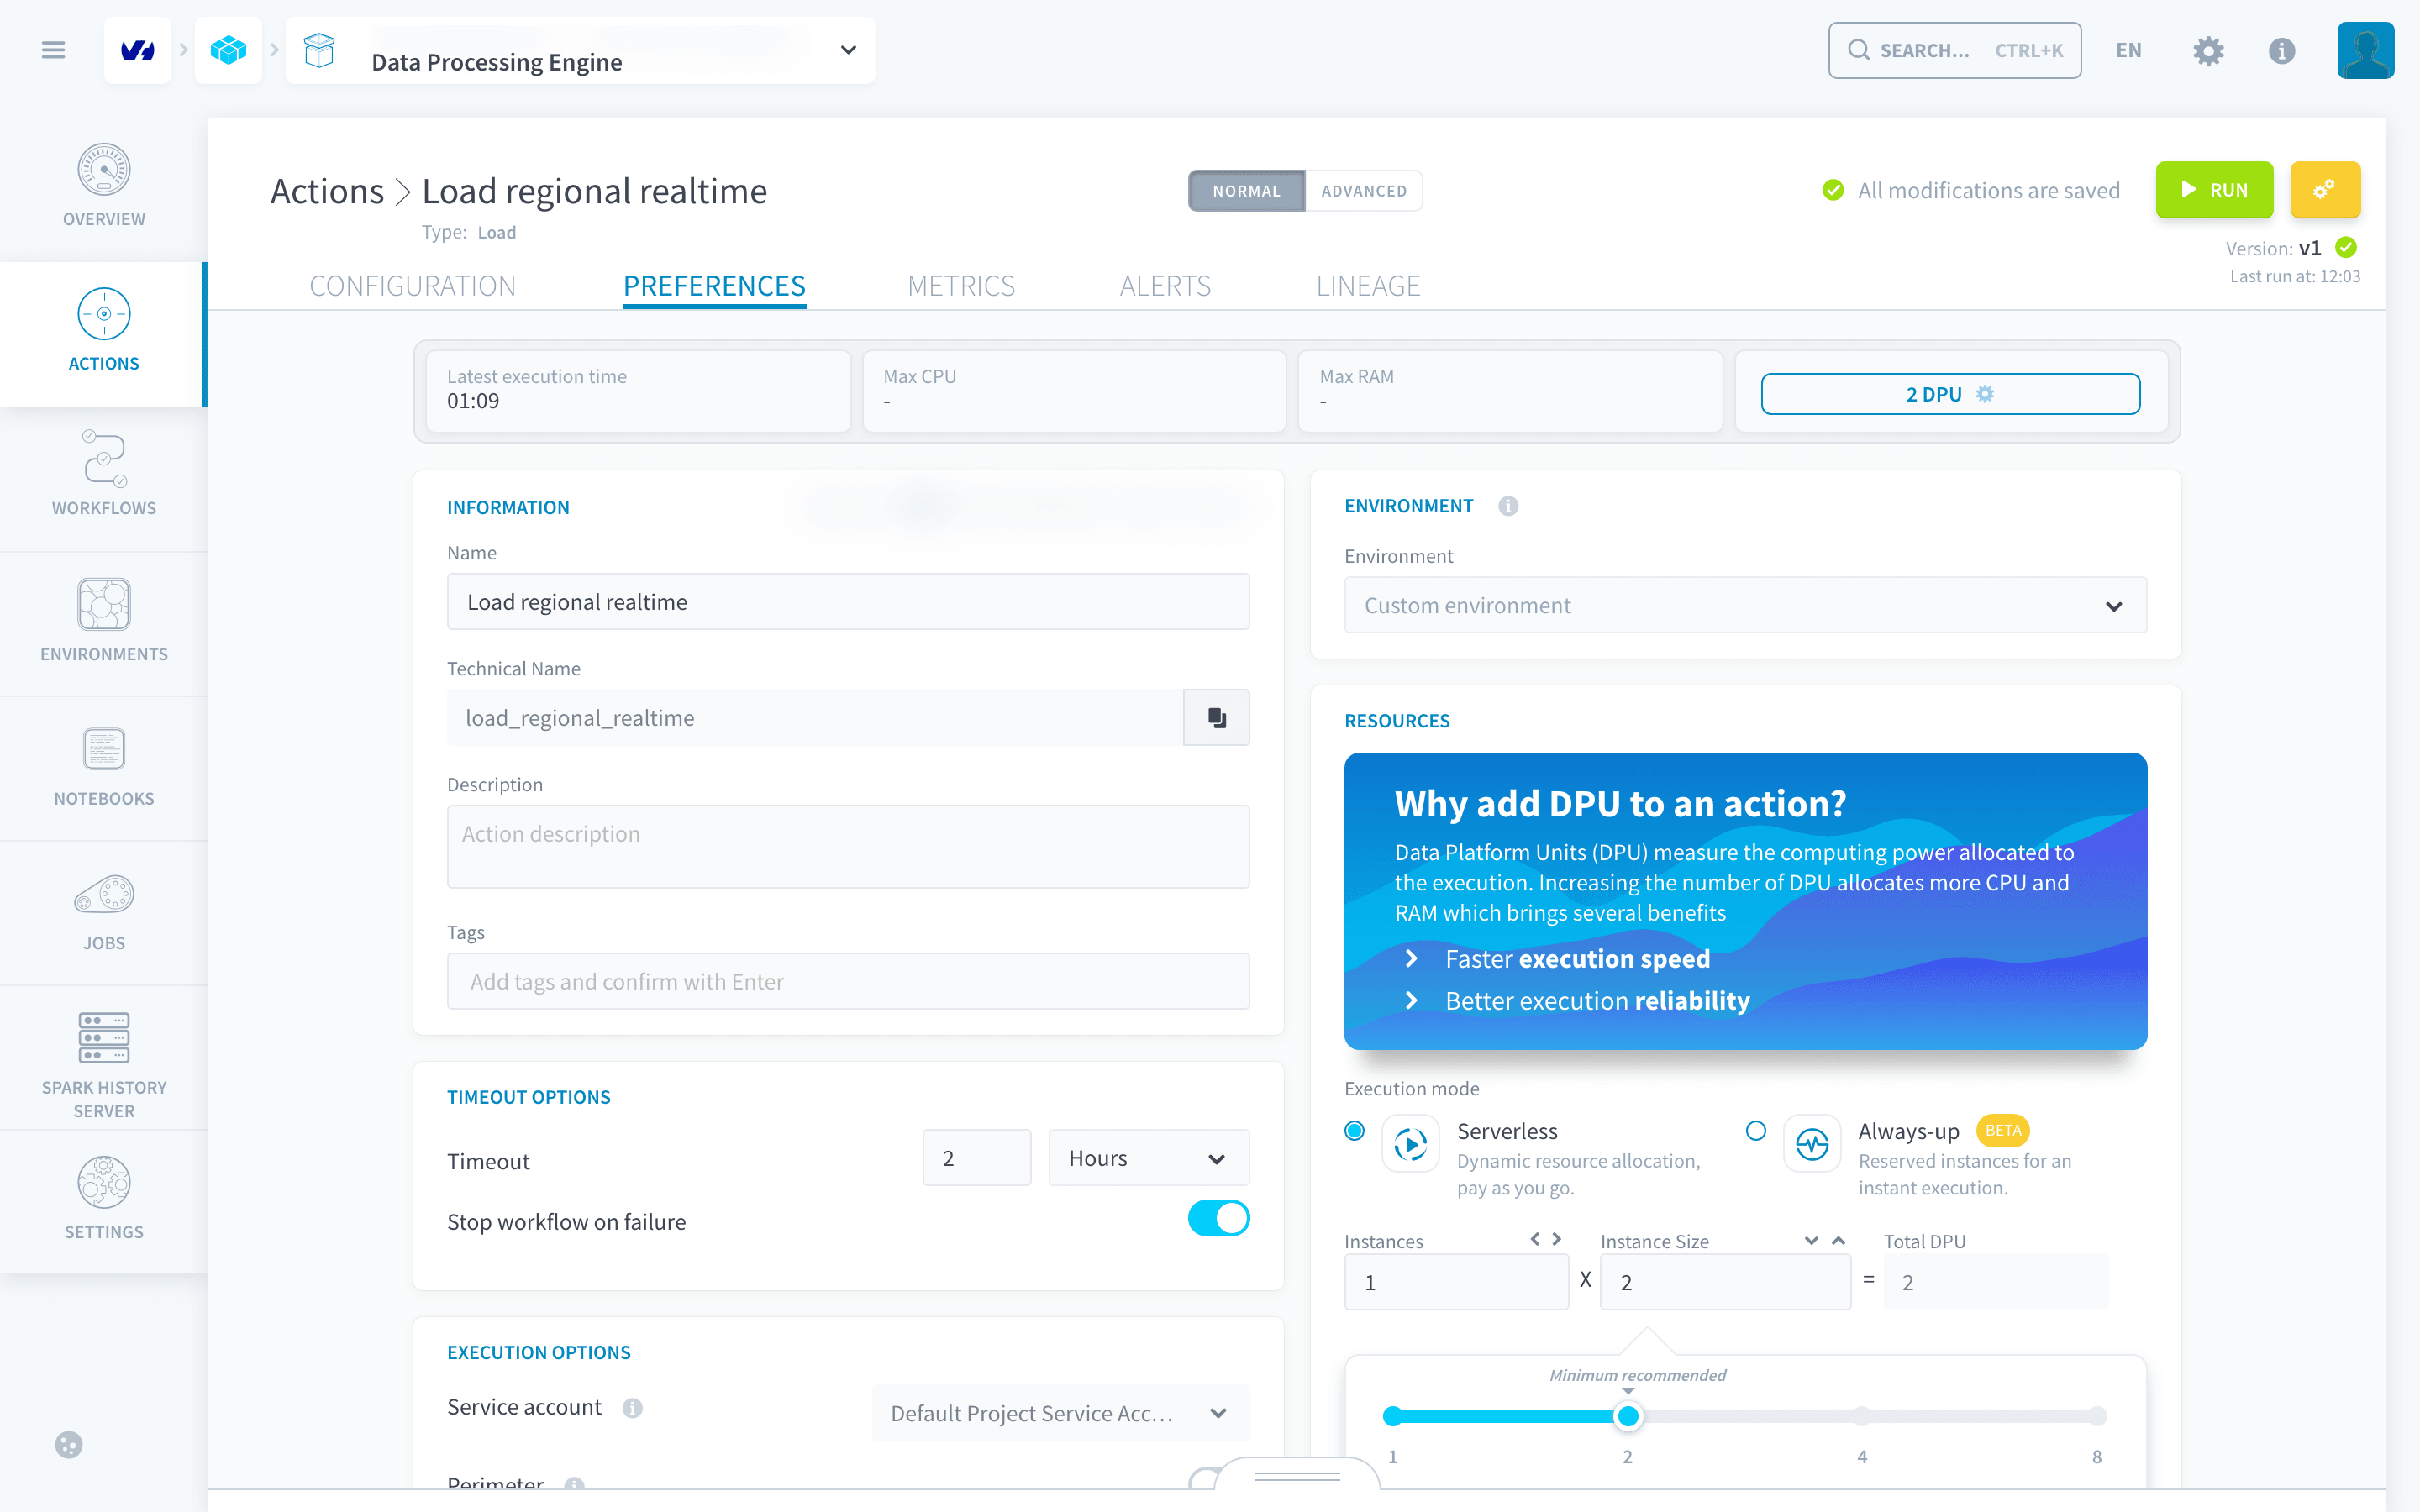 Data Processing Engine
SEARCH... CTRL+K
EN
OVERVIEW
ACTIONS
WORKFLOWS
ENVIRONMENTS
NOTEBOOKS
JOBS
SPARK HISTORY
SERVER
SETTINGS
Actions > Load regional realtime
Type: Load
NORMAL ADVANCED
All modifications are saved
RUN
Version: v1
Last run at: 12:03
CONFIGURATION PREFERENCES METRICS ALERTS LINEAGE
Latest execution time
01:09
Max CPU
-
Max RAM
-
2 DPU
INFORMATION
Name
Load regional realtime
Technical Name
load_regional_realtime
Description
Action description
Tags
Add tags and confirm with Enter
TIMEOUT OPTIONS
Timeout 2 Hours
Stop workflow on failure
EXECUTION OPTIONS
Service account Default Project Service Acc...
Perimeter
ENVIRONMENT
Environment
Custom environment
RESOURCES
Why add DPU to an action?
Data Platform Units (DPU) measure the computing power allocated to
the execution. Increasing the number of DPU allocates more CPU and
RAM which brings several benefits
Faster execution speed
Better execution reliability
Execution mode
Serverless
Dynamic resource allocation,
pay as you go.
Always-up BETA
Reserved instances for an
instant execution.
Instances Instance Size Total DPU
1 X 2 = 2
Minimum recommended
1 2 4 8